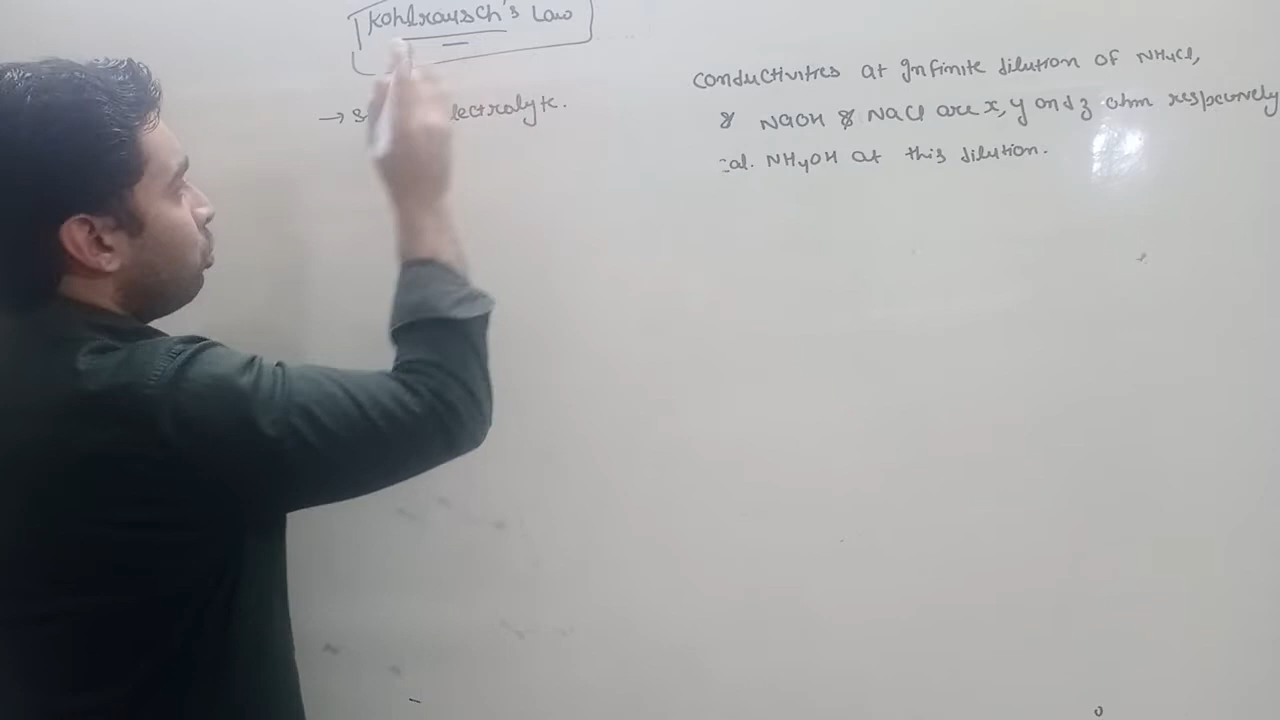 Kohlrausch's Law
→ s lectrolyte.
conductivities at Infinite dilution of NH4Cl,
& NaOH & NaCl are x, y and z ohm respectively
cal. NH4OH at this dilution.